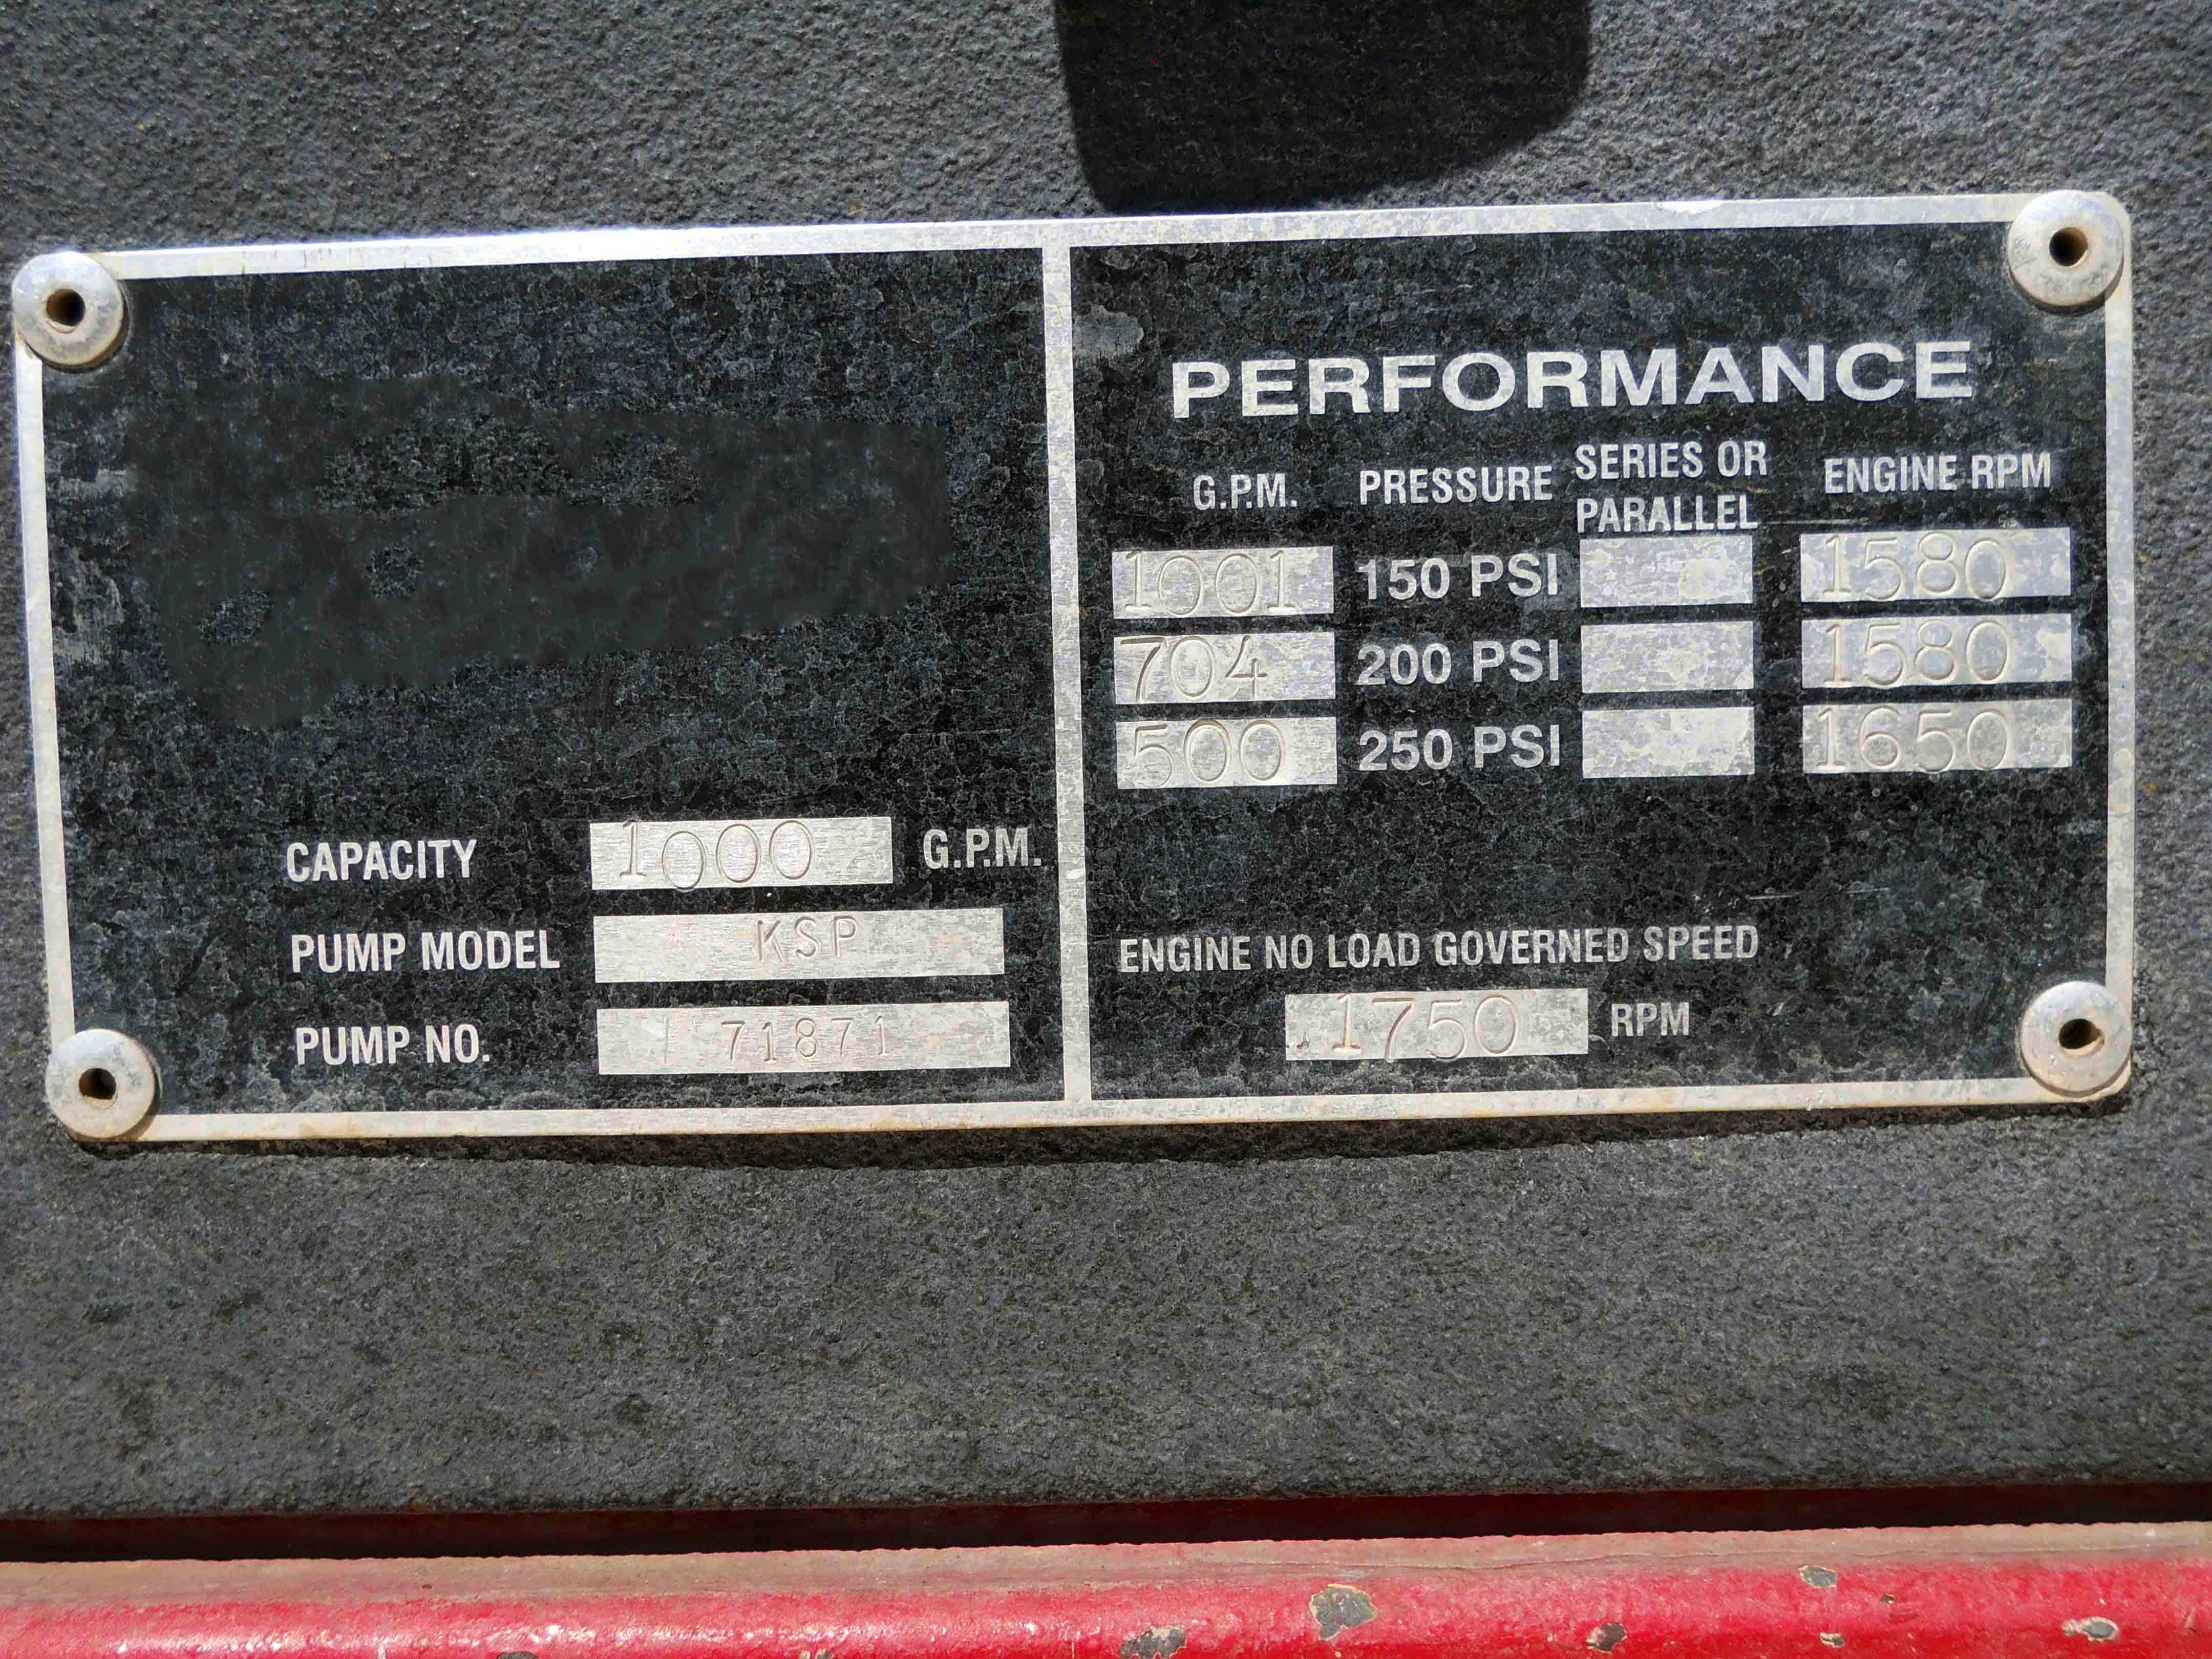 CAPACITY 1000 G.P.M.
PUMP MODEL KSP
PUMP NO. 71871
PERFORMANCE
G.P.M. PRESSURE SERIES OR PARALLEL ENGINE RPM
1001 150 PSI 1580
704 200 PSI 1580
500 250 PSI 1650
ENGINE NO LOAD GOVERNED SPEED
1750 RPM